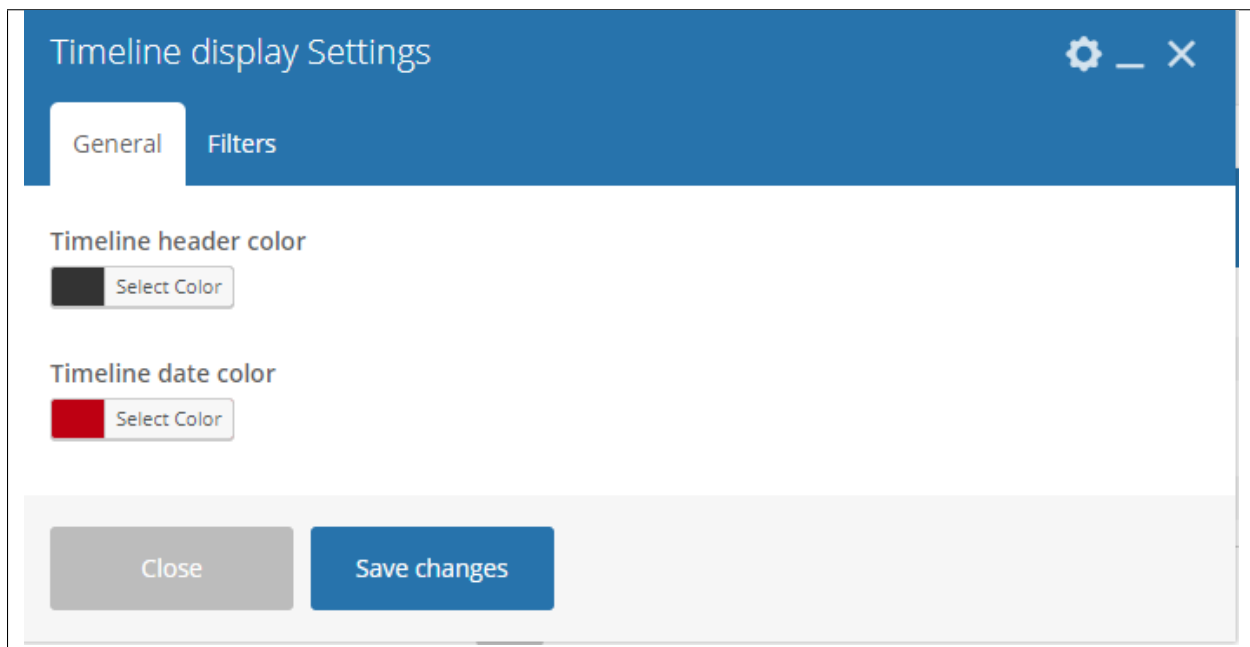 Timeline display Settings
General Filters
Timeline header color
Select Color
Timeline date color
Select Color
Close Save changes